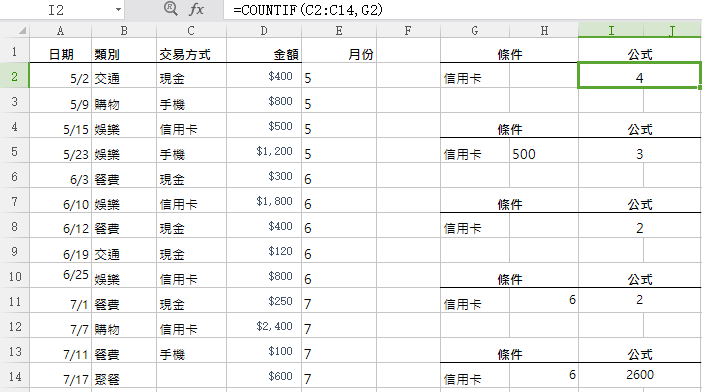 I2 fx =COUNTIF(C2:C14,G2)
A B C D E F G H I J
1 日期 類別 交易方式 金額 月份 條件 公式
2 5/2 交通 現金 $400 5 信用卡 4
3 5/9 購物 手機 $800 5
4 5/15 娛樂 信用卡 $500 5 條件 公式
5 5/23 娛樂 手機 $1,200 5 信用卡 500 3
6 6/3 餐費 現金 $300 6
7 6/10 娛樂 信用卡 $1,800 6 條件 公式
8 6/12 餐費 現金 $400 6 信用卡 2
9 6/19 交通 現金 $120 6
10 6/25 娛樂 信用卡 $800 6 條件 公式
11 7/1 餐費 現金 $250 7 信用卡 6 2
12 7/7 購物 信用卡 $2,400 7
13 7/11 餐費 手機 $100 7 條件 公式
14 7/17 聚餐 $600 7 信用卡 6 2600